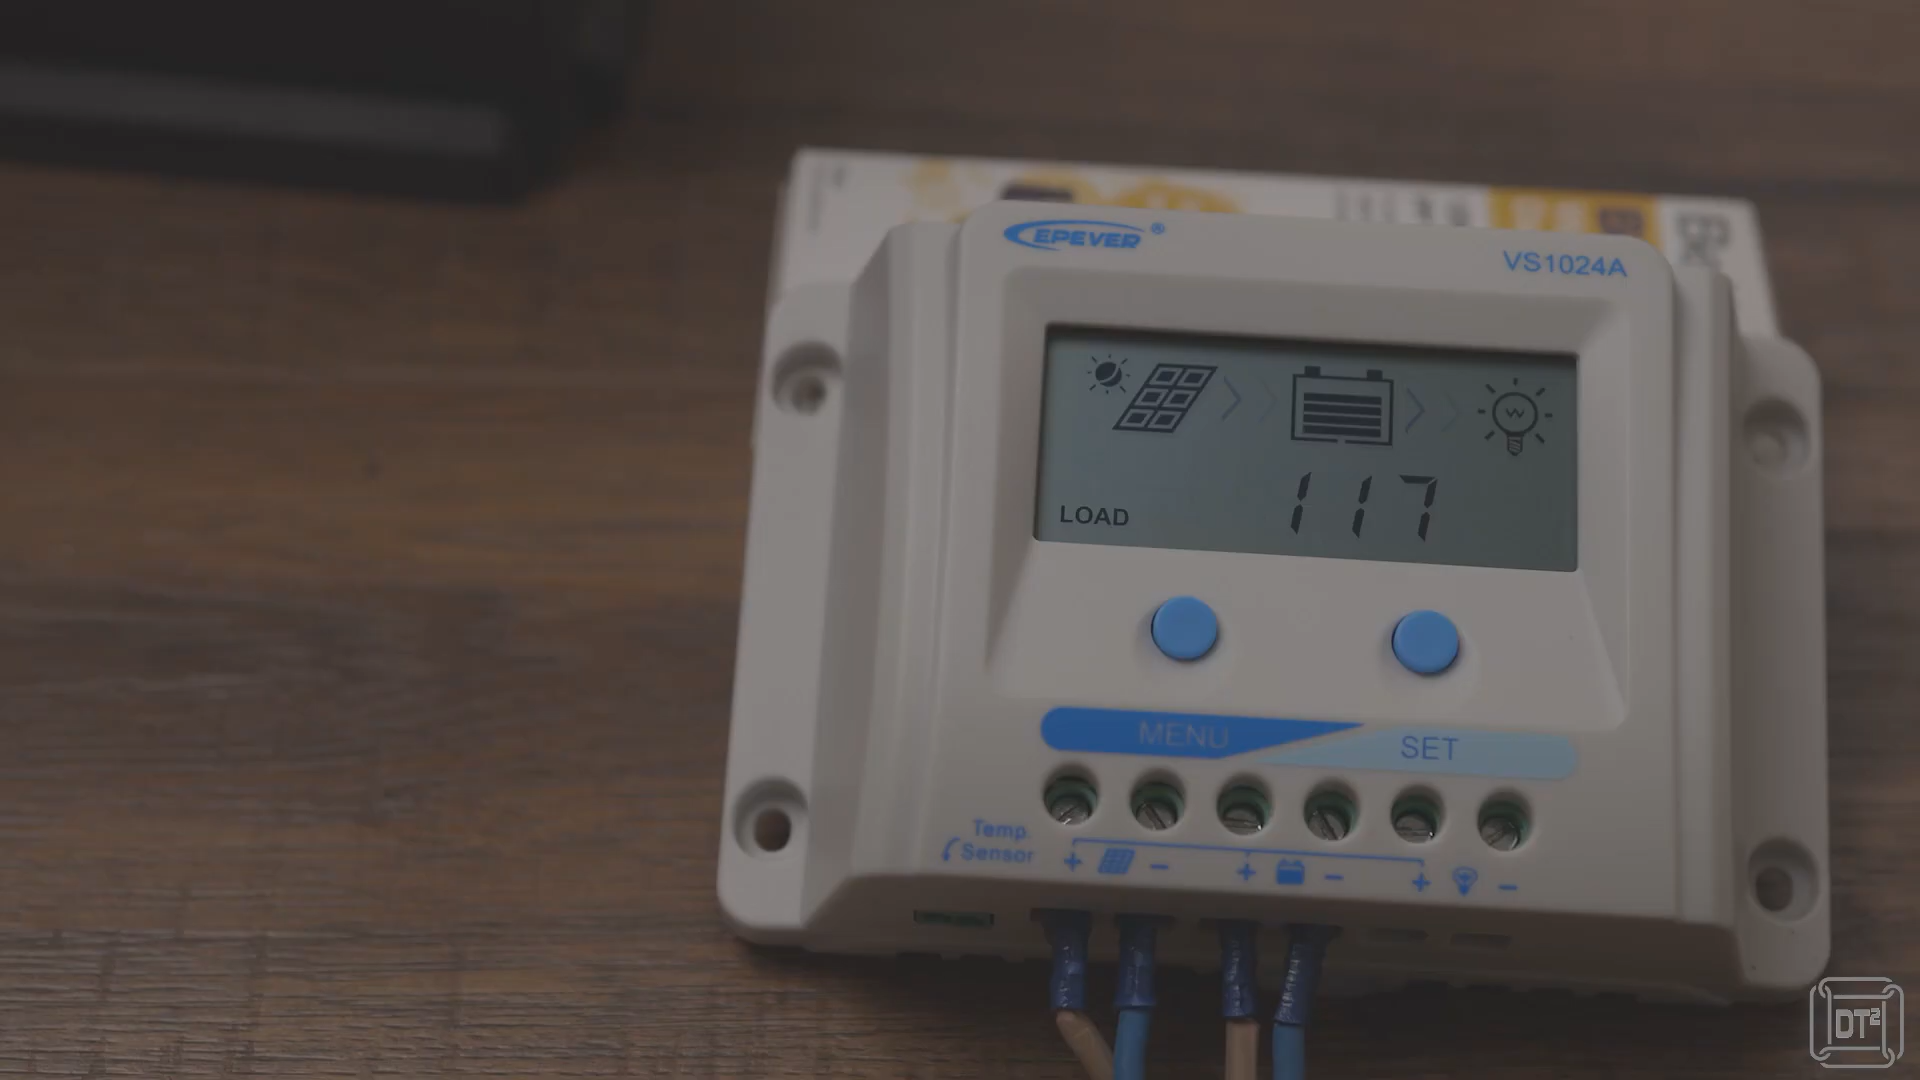 EPEVER ®
VS1024A
LOAD
117
MENU
SET
Temp.
Sensor
+ - + - + -
DT²